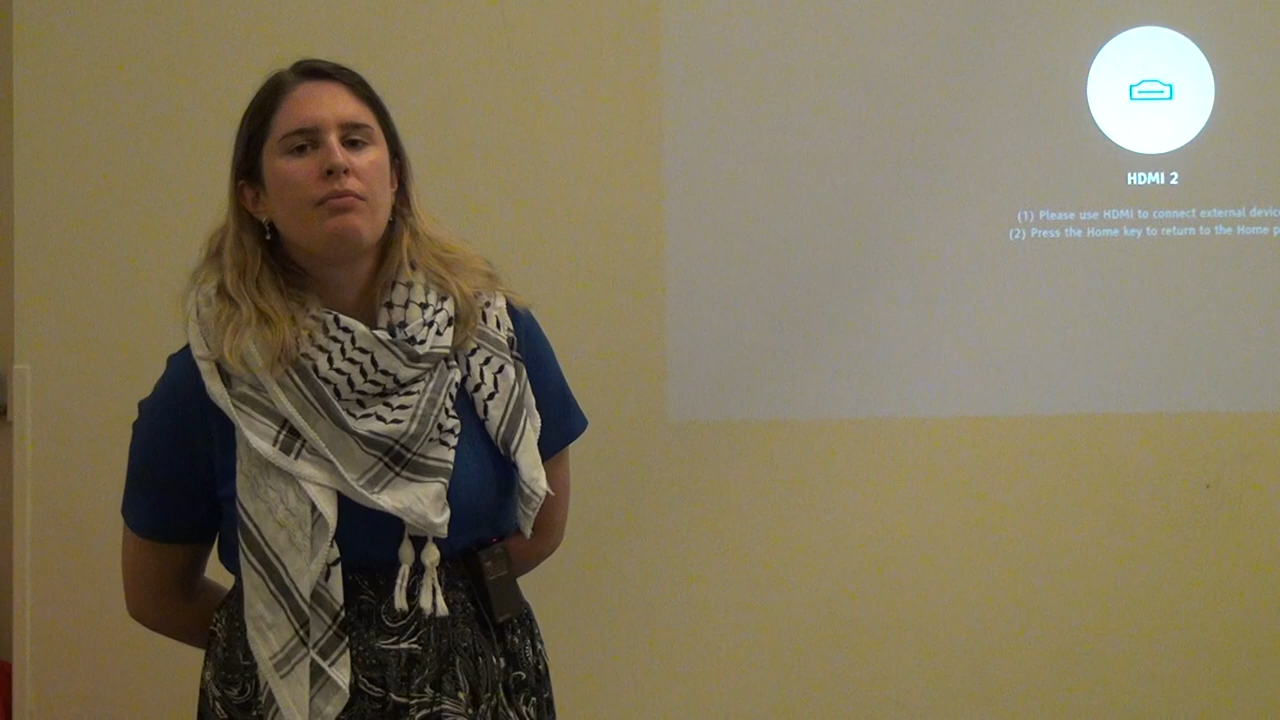 HDMI 2
(1) Please use HDMI to connect external
(2) Press the Home key to return to the Home